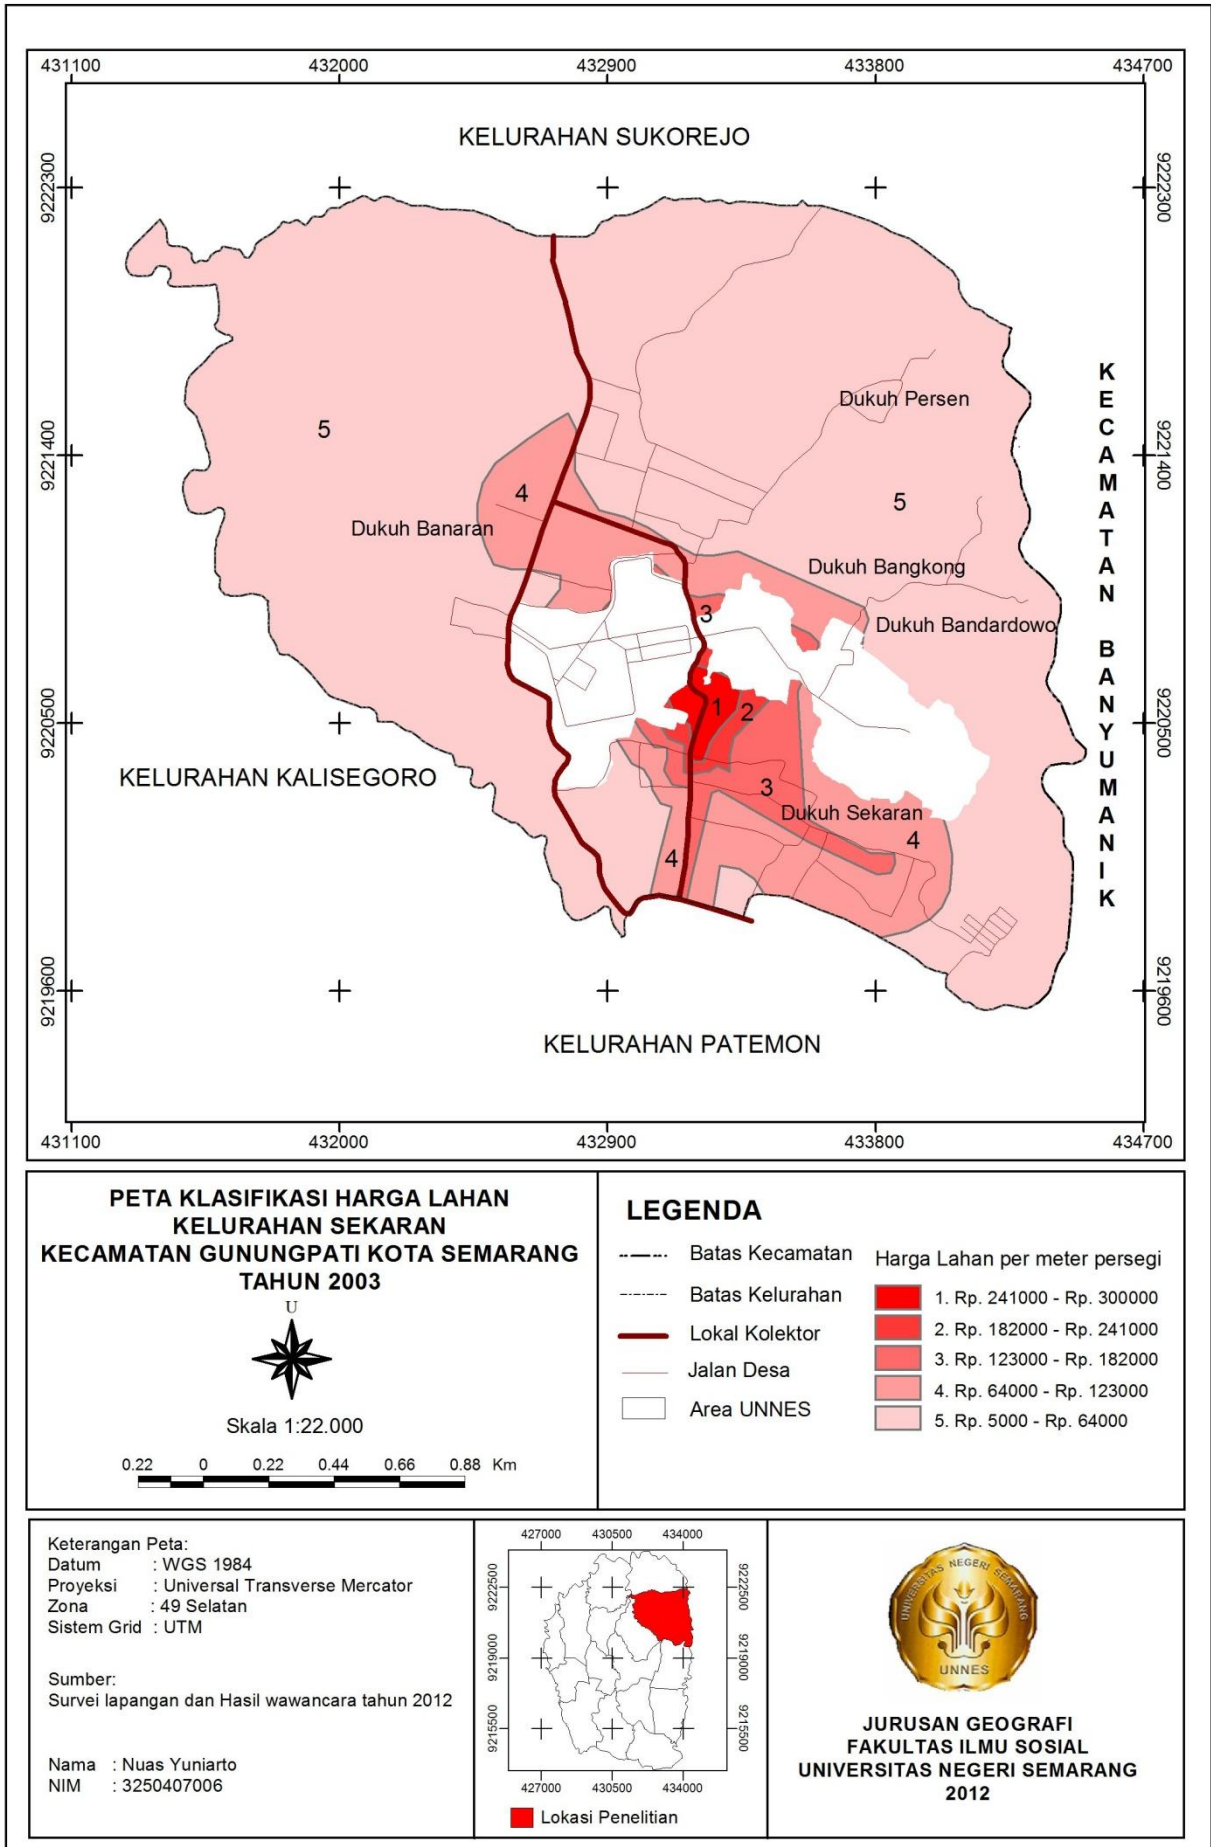 431100 432000 432900 433800 434700
KELURAHAN SUKOREJO
9222300 9222300
KECAMATAN BANYUMANIK
Dukuh Persen
5
9221400 9221400
4
5
Dukuh Banaran
Dukuh Bangkong
3
Dukuh Bandardowo
1 2
9220500 9220500
KELURAHAN KALISEGORO
3
Dukuh Sekaran
4
4
9219600 9219600
KELURAHAN PATEMON
431100 432000 432900 433800 434700
PETA KLASIFIKASI HARGA LAHAN
KELURAHAN SEKARAN
KECAMATAN GUNUNGPATI KOTA SEMARANG
TAHUN 2003
U
Skala 1:22.000
0.22 0 0.22 0.44 0.66 0.88 Km
LEGENDA
Batas Kecamatan
Batas Kelurahan
Lokal Kolektor
Jalan Desa
Area UNNES
Harga Lahan per meter persegi
1. Rp. 241000 - Rp. 300000
2. Rp. 182000 - Rp. 241000
3. Rp. 123000 - Rp. 182000
4. Rp. 64000 - Rp. 123000
5. Rp. 5000 - Rp. 64000
Keterangan Peta:
Datum : WGS 1984
Proyeksi : Universal Transverse Mercator
Zona : 49 Selatan
Sistem Grid : UTM
Sumber:
Survei lapangan dan Hasil wawancara tahun 2012
Nama : Nuas Yuniarto
NIM : 3250407006
427000 430500 434000
9222500 9222500
9219000 9219000
9215500 9215500
427000 430500 434000
Lokasi Penelitian
UNIVERSITAS NEGERI SEMARANG
UNNES
JURUSAN GEOGRAFI
FAKULTAS ILMU SOSIAL
UNIVERSITAS NEGERI SEMARANG
2012